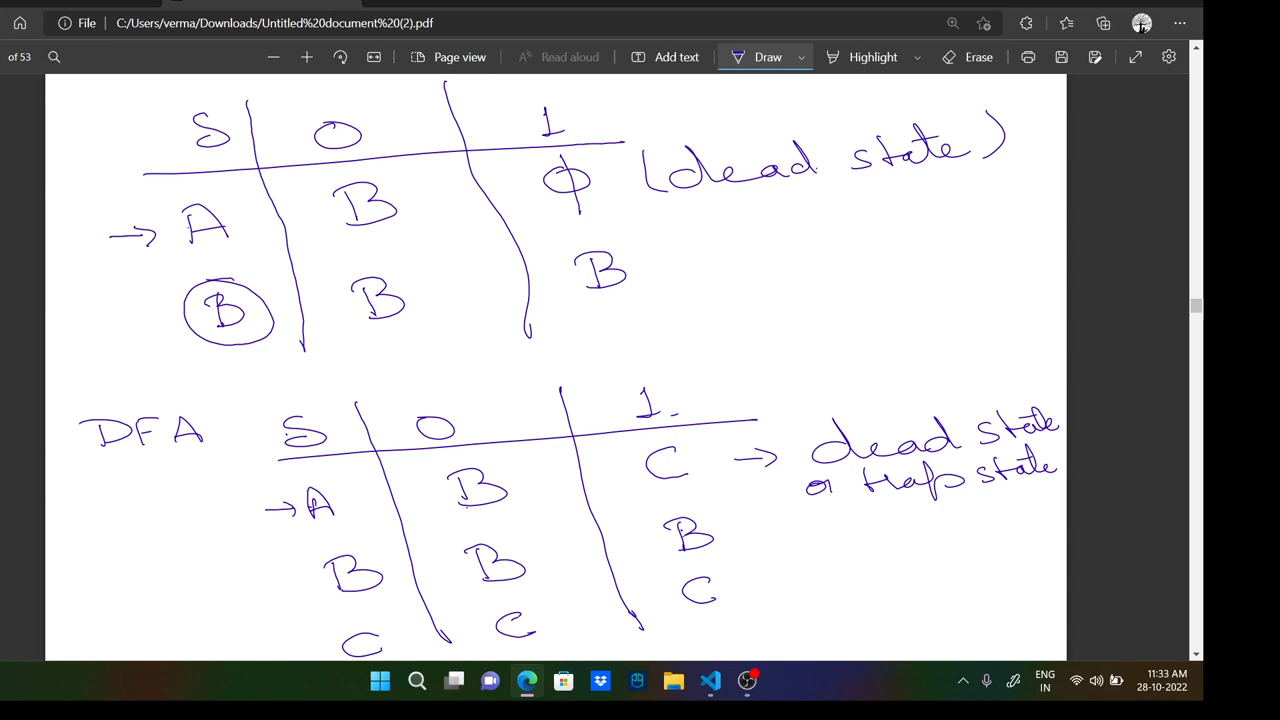 File C:/Users/verma/Downloads/Untitled%20document%20(2).pdf
of 53 Page view Read aloud Add text Draw Highlight Erase
δ 0 1
→ A B ϕ (dead state)
B B B
DFA δ 0 1.
→ A B C → dead state
or trap state
B B B
C C C
ENG
IN
11:33 AM
28-10-2022